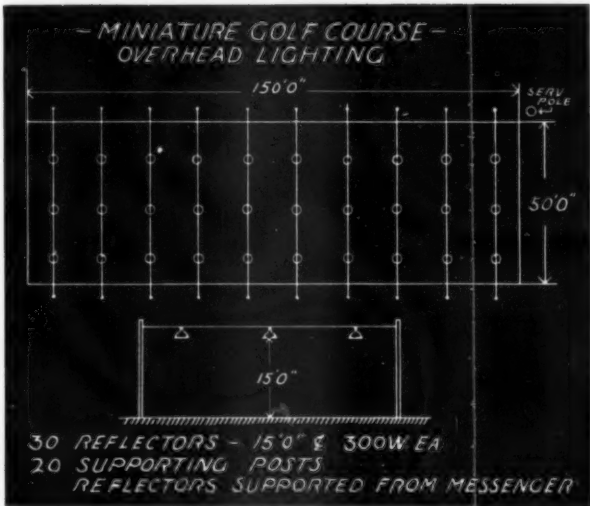 - MINIATURE GOLF COURSE -
OVERHEAD LIGHTING
150'0"
SERV
POLE
50'0"
15'0"
30 REFLECTORS - 15'0" ¢ 300W EA
20 SUPPORTING POSTS
REFLECTORS SUPPORTED FROM MESSENGER